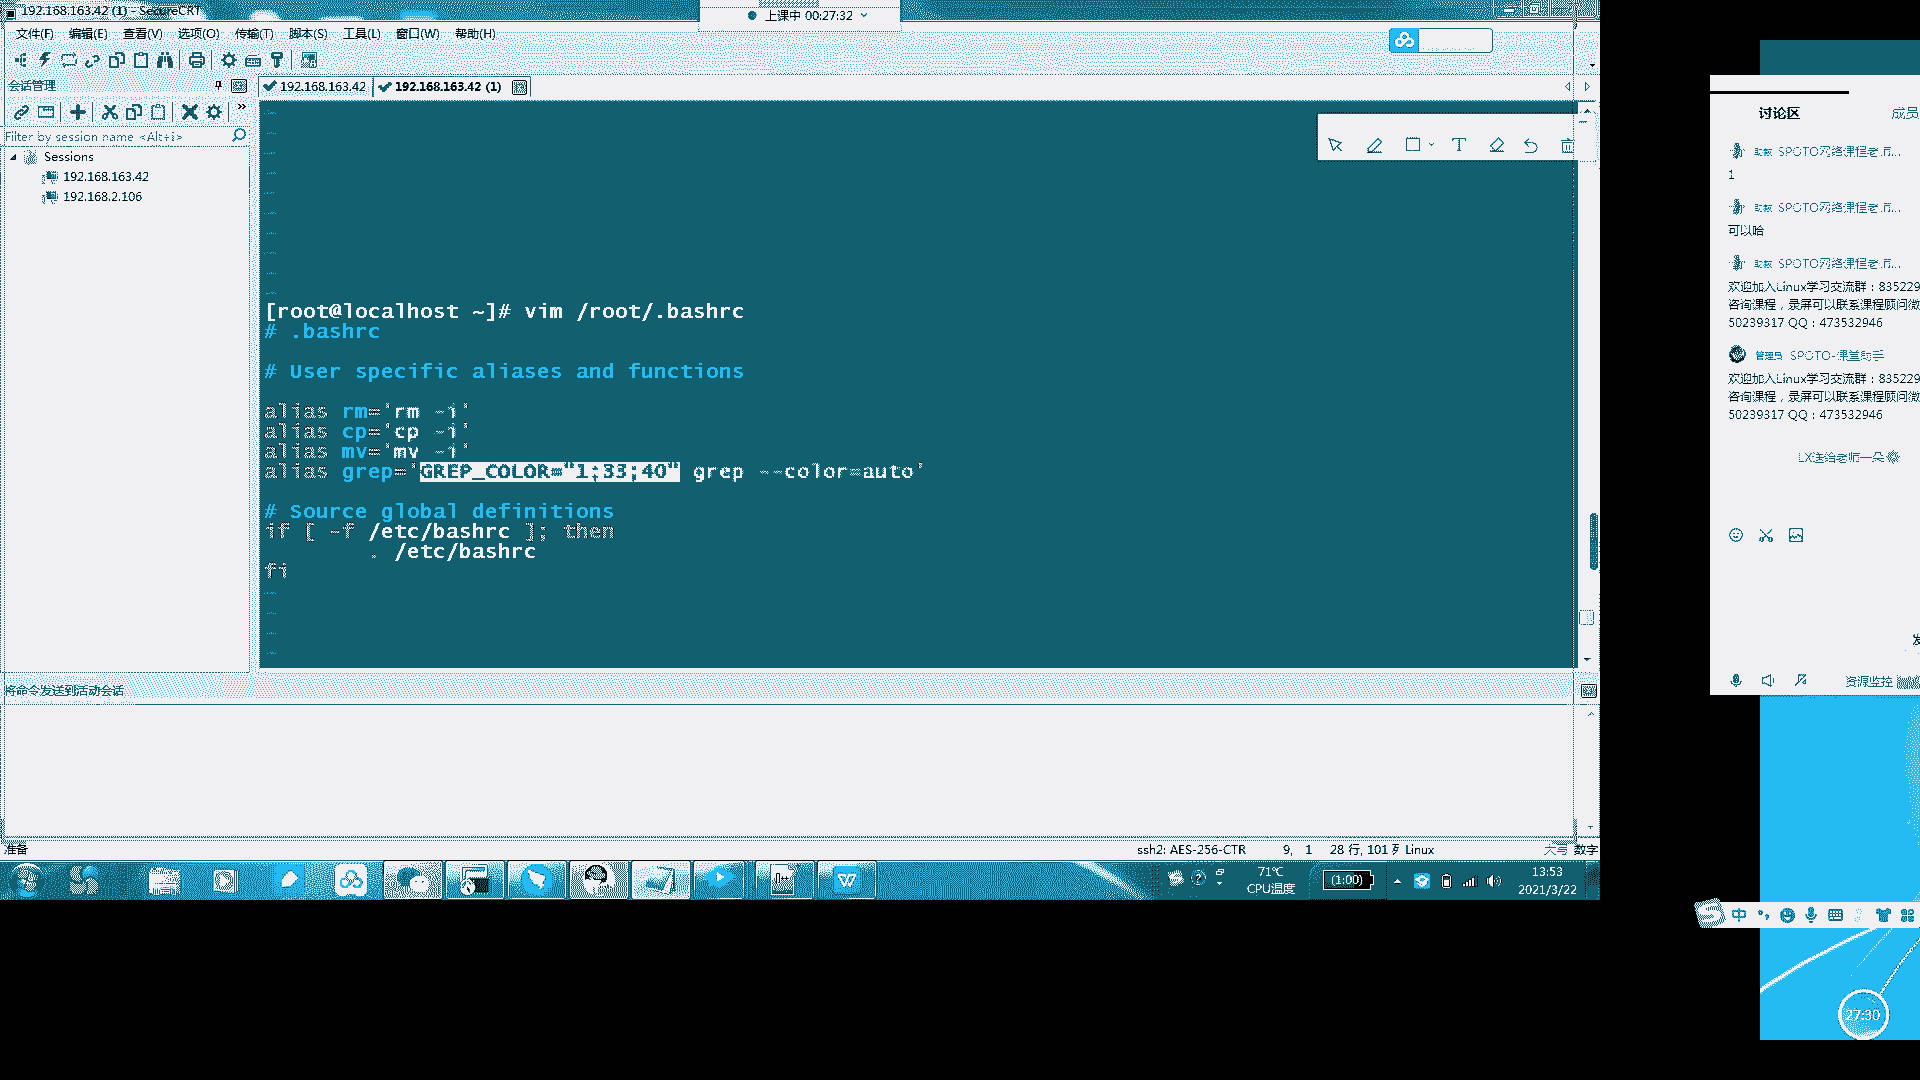 192.168.163.42 (1) - SecureCRT
上课中 00:27:32
文件(F) 编辑(E) 查看(V) 选项(O) 传输(T) 脚本(S) 工具(L) 窗口(W) 帮助(H)
会话管理
192.168.163.42
192.168.163.42 (1)
Filter by session name <Alt+i>
Sessions
192.168.163.42
192.168.2.106
[root@localhost ~]# vim /root/.bashrc
# .bashrc
# User specific aliases and functions
alias rm='rm -i'
alias cp='cp -i'
alias mv='mv -i'
alias grep='GREP_COLOR="1;33;40" grep --color=auto'
# Source global definitions
if [ -f /etc/bashrc ]; then
. /etc/bashrc
fi
将命令发送到活动会话
准备
ssh2: AES-256-CTR 9, 1 28 行, 101 列 Linux 大写 数字
71℃
CPU温度
(1:00)
13:53
2021/3/22
讨论区 成员
助教 SPOTO网络课程老师...
1
助教 SPOTO网络课程老师...
可以哈
助教 SPOTO网络课程老师...
欢迎加入Linux学习交流群：835229
咨询课程，录屏可以联系课程顾问微
50239317 QQ：473532946
管理员 SPOTO-课堂助手
欢迎加入Linux学习交流群：835229
咨询课程，录屏可以联系课程顾问微
50239317 QQ：473532946
LX送给老师一朵
资源监控
中
27:30